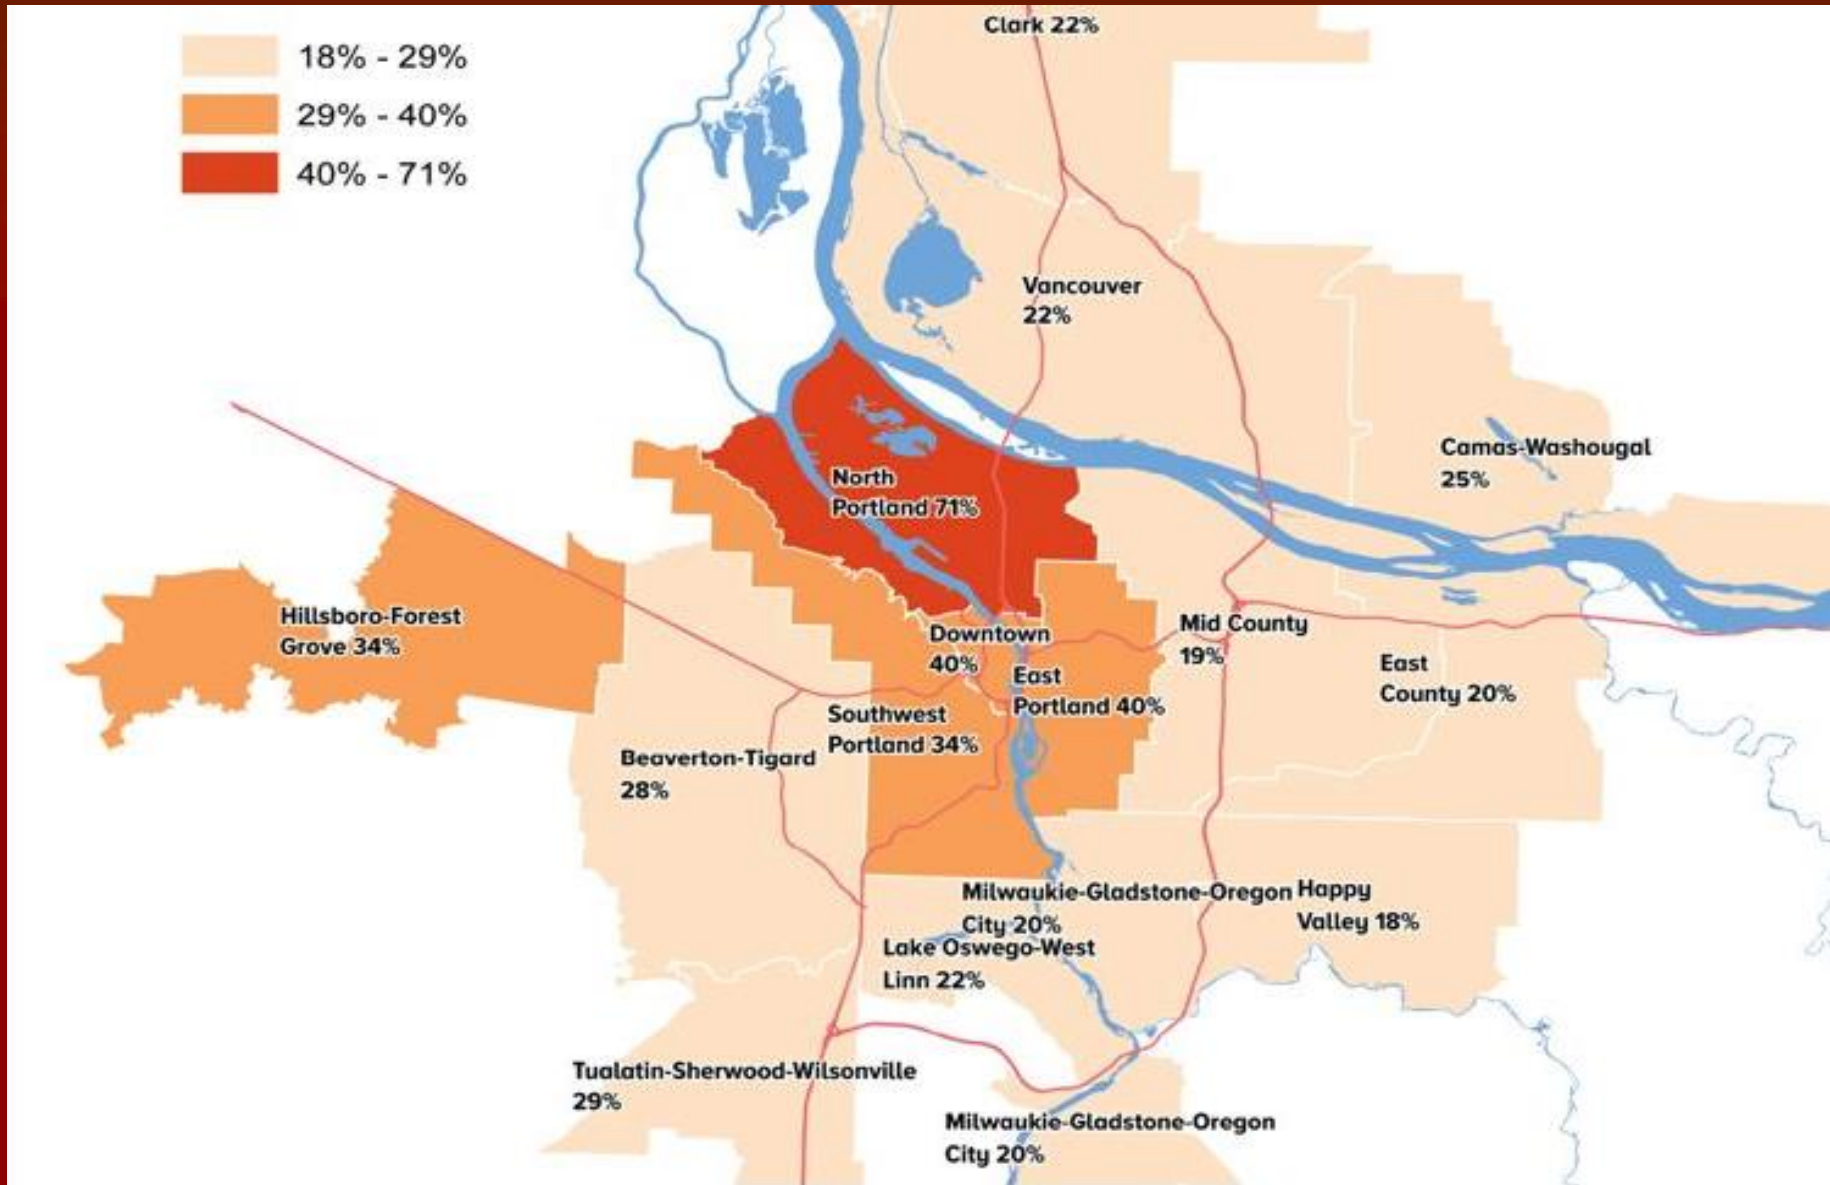 18% - 29%
29% - 40%
40% - 71%
Clark 22%
Vancouver
22%
Camas-Washougal
25%
North
Portland 71%
Hillsboro-Forest
Grove 34%
Downtown
40%
Mid County
19%
East
Portland 40%
East
County 20%
Southwest
Portland 34%
Beaverton-Tigard
28%
Milwaukie-Gladstone-Oregon
City 20%
Happy
Valley 18%
Lake Oswego-West
Linn 22%
Tualatin-Sherwood-Wilsonville
29%
Milwaukie-Gladstone-Oregon
City 20%